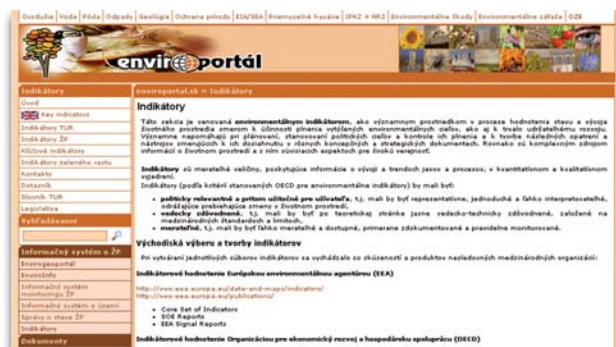 Ovzdušie | Voda | Pôda | Odpady | Geológia | Ochrana prírody | EIA/SEA | Priemyselné havárie | IPKZ + HRZ | Environmentálne škody | Environmentálne záťaže | OZE
enviroportál
Indikátory
Úvod
Key indicators
Indikátory TUR
Indikátory ŽP
Kľúčové indikátory
Indikátory zeleného rastu
Kontakty
Dotazník
Slovník TUR
Legislatíva
Vyhľadávanie
Informačný systém o ŽP
Envirogeoportál
EnviroInfo
Informačný systém
monitoringu ŽP
Informačný systém o území
Správy o stave ŽP
Indikátory
Dokumenty
enviroportal.sk » Indikátory
Indikátory
Táto sekcia je venovaná environmentálnym indikátorom, ako významným prostriedkom v procese hodnotenia stavu a vývoja
životného prostredia smerom k účinnosti plnenia vytýčených environmentálnych cieľov, ako aj k trvalo udržateľnému rozvoju.
Významne napomáhajú pri plánovaní, stanovovaní politických cieľov a kontrole ich plnenia a k tvorbe následných opatrení a
nástrojov smerujúcich k ich dosiahnutiu v rôznych koncepčných a strategických dokumentoch. Rovnako sú komplexným zdrojom
informácií o životnom prostredí a s ním súvisiacich aspektoch pre širokú verejnosť.
Indikátory sú merateľné veličiny, poskytujúce informácie o vývoji a trendoch javov a procesov, v kvantitatívnom a kvalitatívnom
vyjadrení.
Indikátory (podľa kritérií stanovených OECD pre environmentálne indikátory) by mali byť:
• politicky relevantné a pritom užitočné pre užívateľa, t.j. mali by byť reprezentatívne, jednoduché a ľahko interpretovateľné,
odrážajúce prebiehajúce zmeny v životnom prostredí,
• vedecky zdôvodnené, t.j. mali by byť po teoretickej stránke jasne vedecko-technicky zdôvodnené, založené na
medzinárodných štandardoch a limitoch,
• merateľné, t.j. mali by byť ľahko merateľné a dostupné, primerane zdokumentované a pravidelne monitorované.
Východiská výberu a tvorby indikátorov
Pri vytváraní jednotlivých súborov indikátorov sa vychádzalo zo skúseností a produktov nasledovných medzinárodných organizácií:
Indikátorové hodnotenie Európskou environmentálnou agentúrou (EEA)
http://www.eea.europa.eu/data-and-maps/indicators/
http://www.eea.europa.eu/publications/
• Core Set of Indicators
• SOE Reports
• EEA Signal Reports
Indikátorové hodnotenie Organizáciou pre ekonomický rozvoj a hospodársku spoluprácu (OECD)